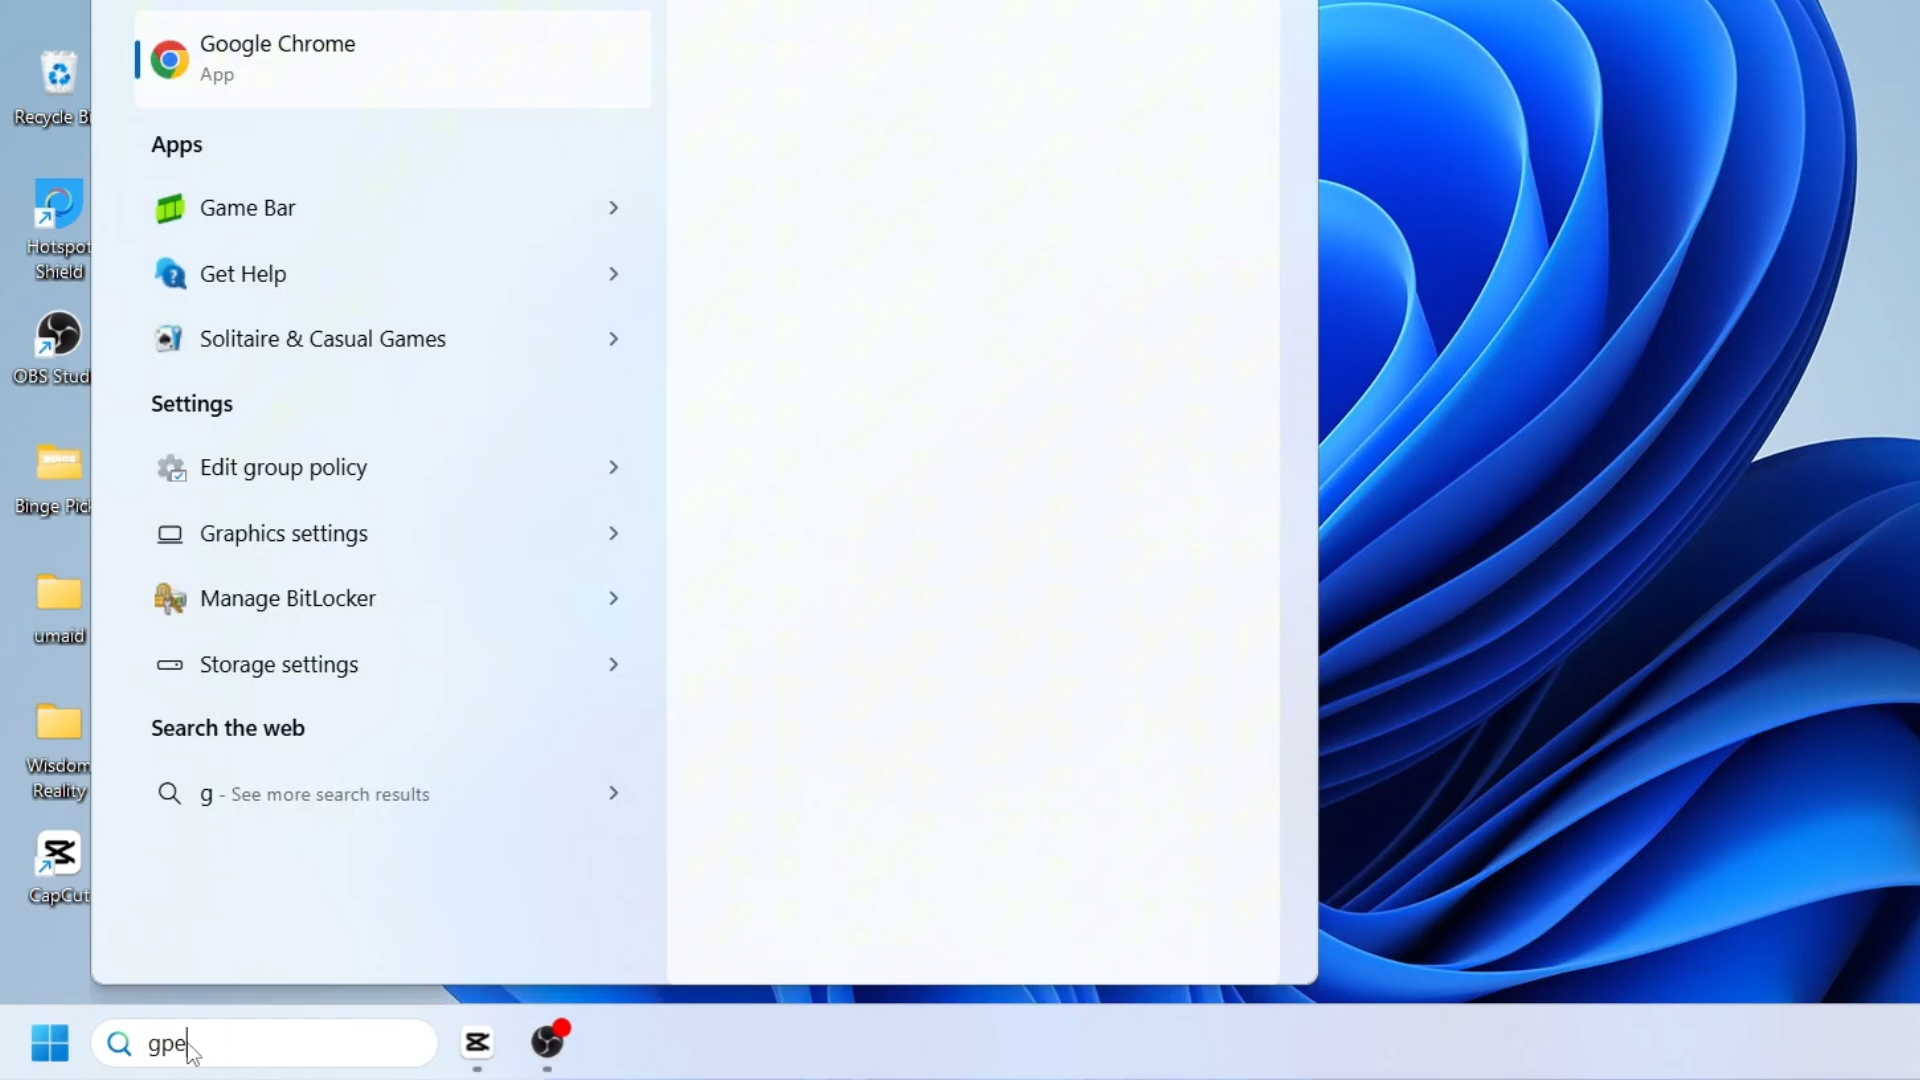 Google Chrome
App
Apps
Game Bar
Get Help
Solitaire & Casual Games
Settings
Edit group policy
Graphics settings
Manage BitLocker
Storage settings
Search the web
g - See more search results
Recycle Bi
Hotspot
Shield
OBS Stud
Binge Pic
umaid
Wisdom
Reality
CapCut
gpe